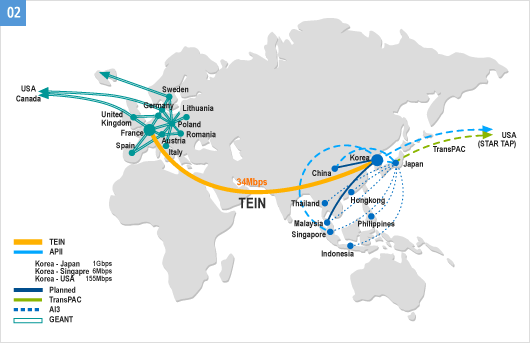 02
USA
Canada
Sweden
Germany
Lithuania
United
Kingdom
Poland
France
Romania
Austria
Spain
Italy
34Mbps
TEIN
Korea
Japan
China
TransPAC
USA
(STAR TAP)
Thailand
Hongkong
Malaysia
Philippines
Singapore
Indonesia
TEIN
APII
Korea - Japan 1Gbps
Korea - Singapre 6Mbps
Korea - USA 155Mbps
Planned
TransPAC
AI3
GEANT